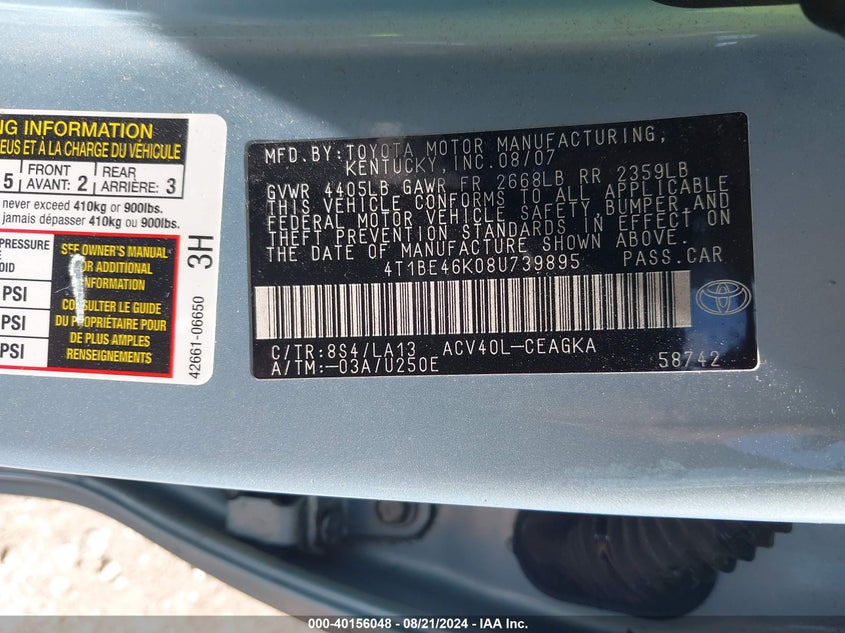 NG INFORMATION
EUS ET À LA CHARGE DU VÉHICULE
5 FRONT AVANT: 2 REAR ARRIÈRE: 3
never exceed 410kg or 900lbs.
jamais dépasser 410kg ou 900lbs.
PRESSURE
OID
PSI
PSI
PSI
SEE OWNER'S MANUAL
FOR ADDITIONAL
INFORMATION
CONSULTER LE GUIDE
DU PROPRIÉTAIRE POUR
DE PLUS AMPLES
RENSEIGNEMENTS
42661-06650
3H
MFD.BY:TOYOTA MOTOR MANUFACTURING,
KENTUCKY, INC.08/07
GVWR 4405LB GAWR FR 2668LB RR 2359LB
THIS VEHICLE CONFORMS TO ALL APPLICABLE
FEDERAL MOTOR VEHICLE SAFETY,BUMPER,AND
THEFT PREVENTION STANDARDS IN EFFECT ON
THE DATE OF MANUFACTURE SHOWN ABOVE.
4T1BE46K08U739895 PASS.CAR
C/TR:8S4/LA13 ACV40L-CEAGKA
A/TM:-03A/U250E 58742
000-40156048 - 08/21/2024 - IAA Inc.